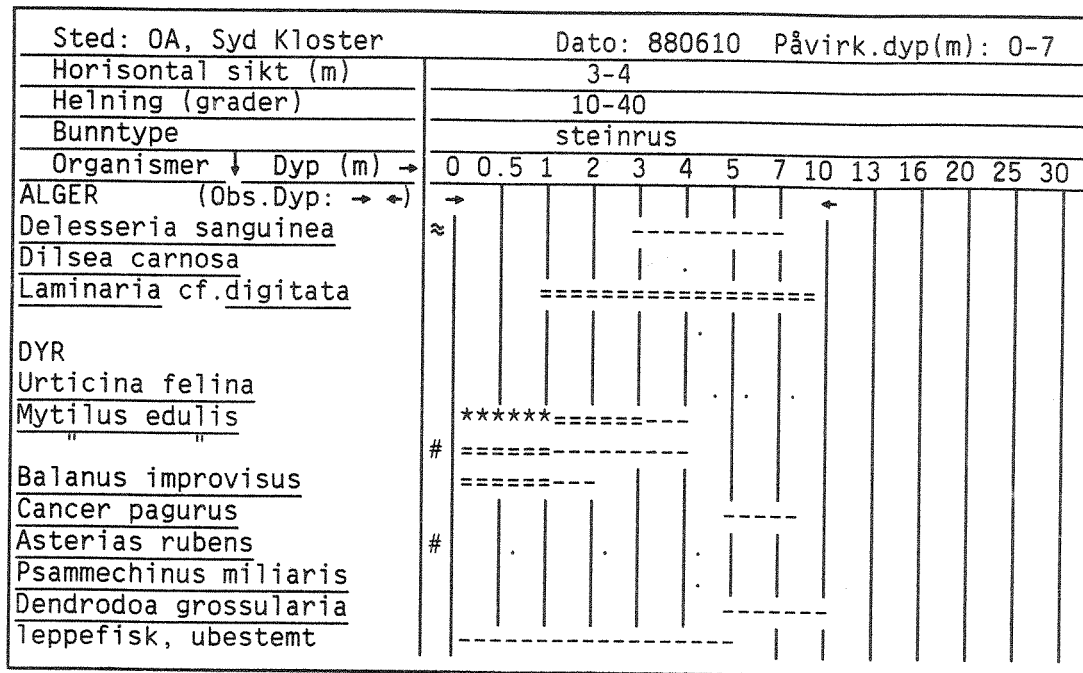 Sted: OA, Syd Kloster Dato: 880610 Påvirk.dyp(m): 0-7
Horisontal sikt (m) 3-4
Helning (grader) 10-40
Bunntype steinrus
Organismer ↓ Dyp (m) → 0 0.5 1 2 3 4 5 7 10 13 16 20 25 30
ALGER (Obs.Dyp: → ←) → ←
Delesseria sanguinea ≈ ----------
Dilsea carnosa .
Laminaria cf.digitata ==================
.
DYR
Urticina felina . . .
Mytilus edulis ******======---
" " # ======---------
Balanus improvisus ======---
Cancer pagurus -----
Asterias rubens # . . .
Psammechinus miliaris .
Dendrodoa grossularia -------
leppefisk, ubestemt ------------------